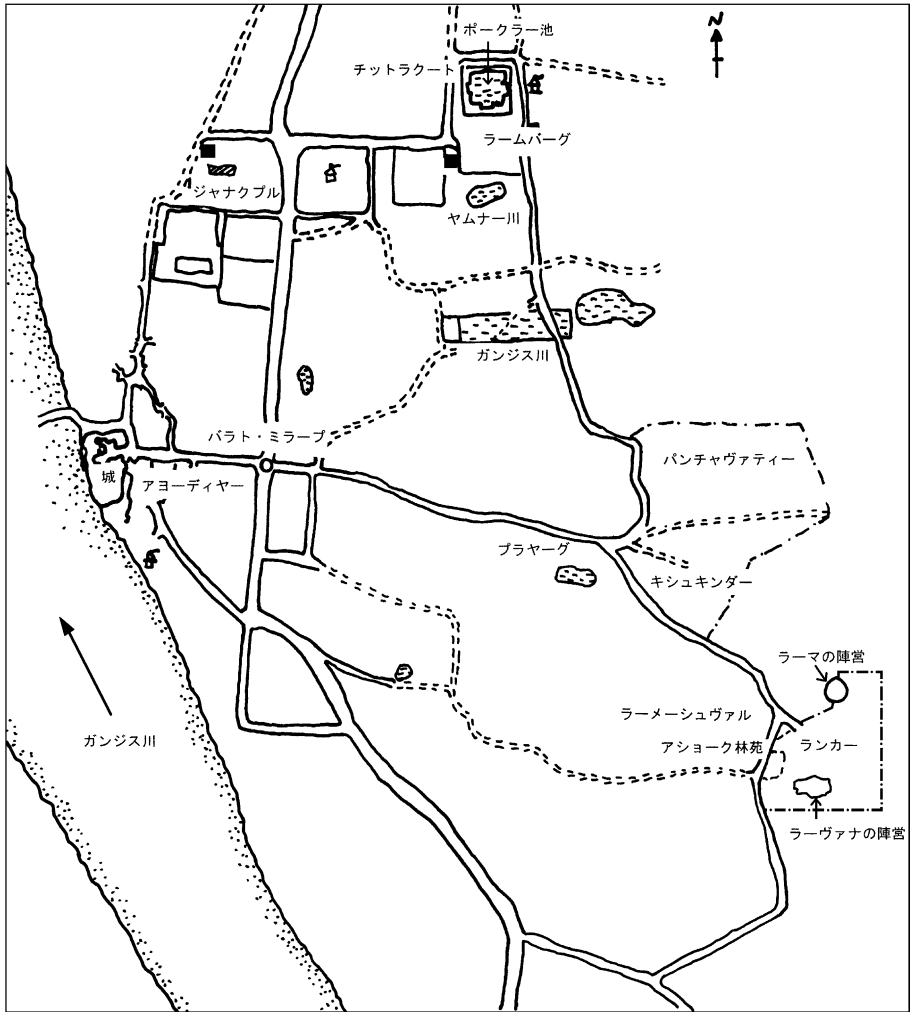 ポークラー池
N
チットラクート
ラームバーグ
ジャナクプル
ヤムナー川
ガンジス川
バラト・ミラープ
パンチャヴァティー
城
アヨーディヤー
プラヤーグ
キシュキンダー
ラーマの陣営
ラーメーシュヴァル
ガンジス川
アショーク林苑
ランカー
ラーヴァナの陣営